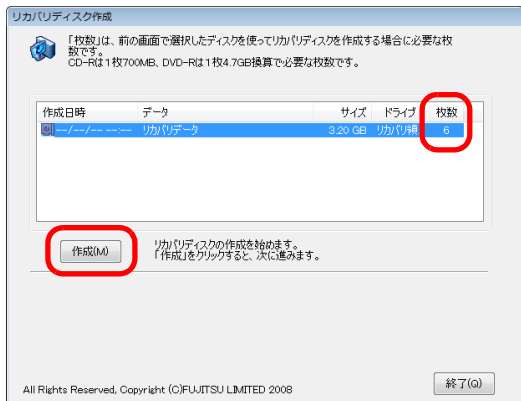 リカバリディスク作成
「枚数」は、前の画面で選択したディスクを使ってリカバリディスクを作成する場合に必要な枚
数です。
CD-Rは1枚700MB、DVD-Rは1枚4.7GB換算で必要な枚数です。
作成日時 データ サイズ ドライブ 枚数
--/--/-- --:-- リカバリデータ 3.20 GB リカバリ領 6
作成(M)
リカバリディスクの作成を始めます。
「作成」をクリックすると、次に進みます。
All Rights Reserved, Copyright (C)FUJITSU LIMITED 2008
終了(Q)